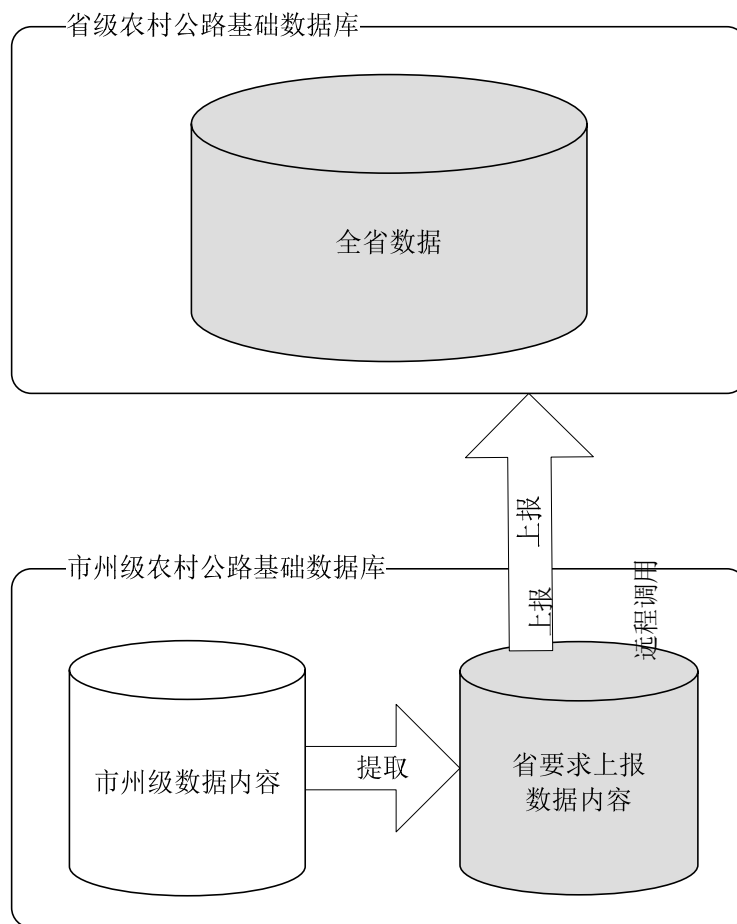 省级农村公路基础数据库
全省数据
上报
上报
远程调用
市州级农村公路基础数据库
市州级数据内容
提取
省要求上报
数据内容